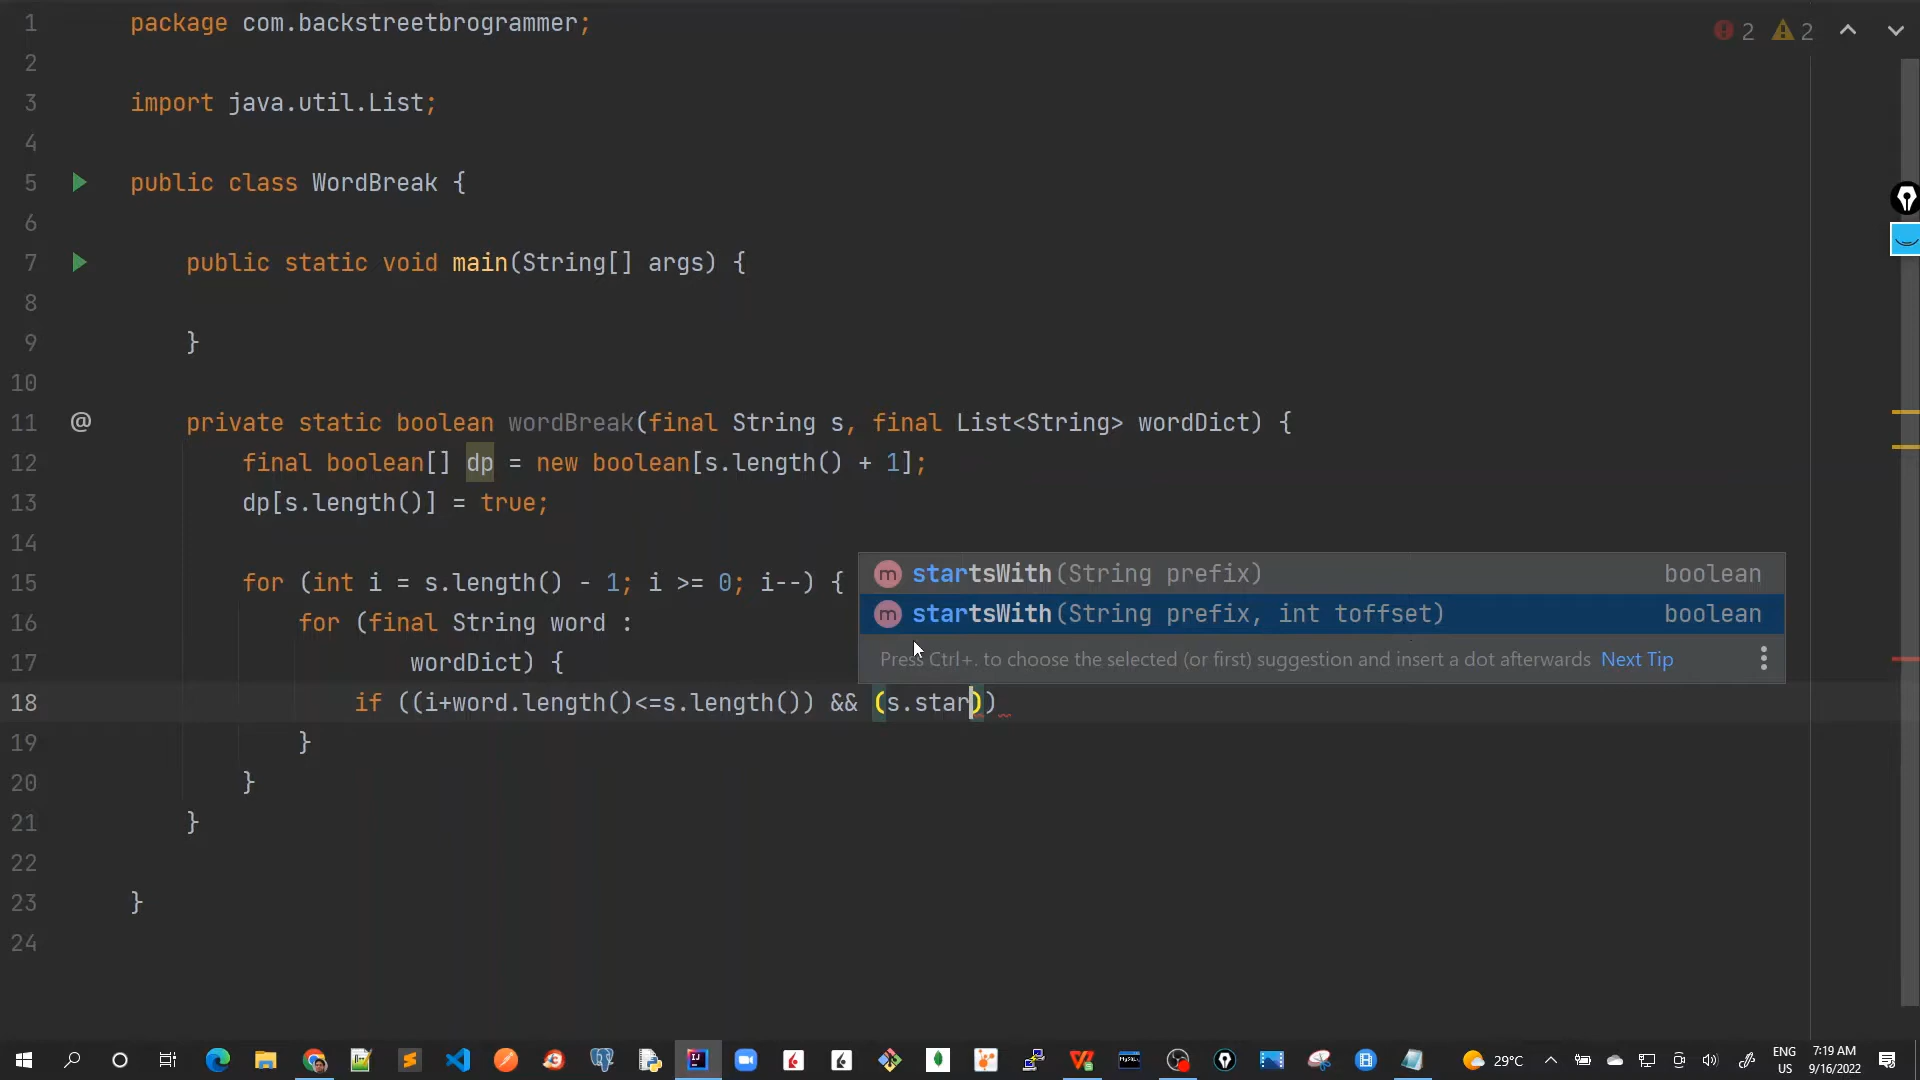 1 package com.backstreetbrogrammer;
2 2
2
3 import java.util.List;
4
5 public class WordBreak {
6
7 public static void main(String[] args) {
8
9 }
10
11 @ private static boolean wordBreak(final String s, final List<String> wordDict) {
12 final boolean[] dp = new boolean[s.length() + 1];
13 dp[s.length()] = true;
14
15 for (int i = s.length() - 1; i >= 0; i--) {
16 for (final String word :
17 wordDict) {
18 if ((i+word.length()<=s.length()) && (s.star))
19 }
20 }
21 }
22
23 }
24
m startsWith(String prefix) boolean
m startsWith(String prefix, int toffset) boolean
Press Ctrl+. to choose the selected (or first) suggestion and insert a dot afterwards Next Tip
29°C
ENG
US
7:19 AM
9/16/2022